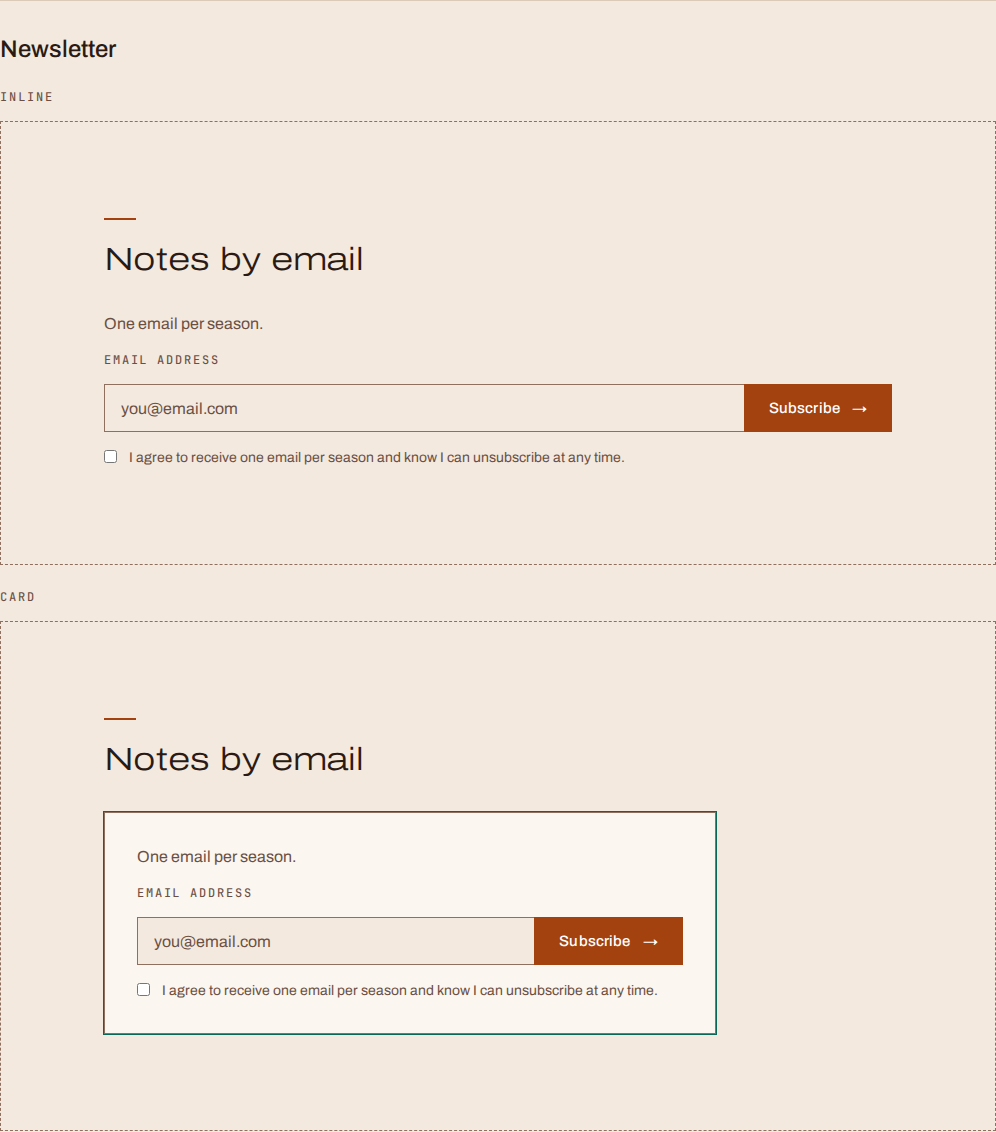 Newsletter
INLINE
Notes by email
One email per season.
EMAIL ADDRESS
you@email.com
Subscribe →
I agree to receive one email per season and know I can unsubscribe at any time.
CARD
Notes by email
One email per season.
EMAIL ADDRESS
you@email.com
Subscribe →
I agree to receive one email per season and know I can unsubscribe at any time.